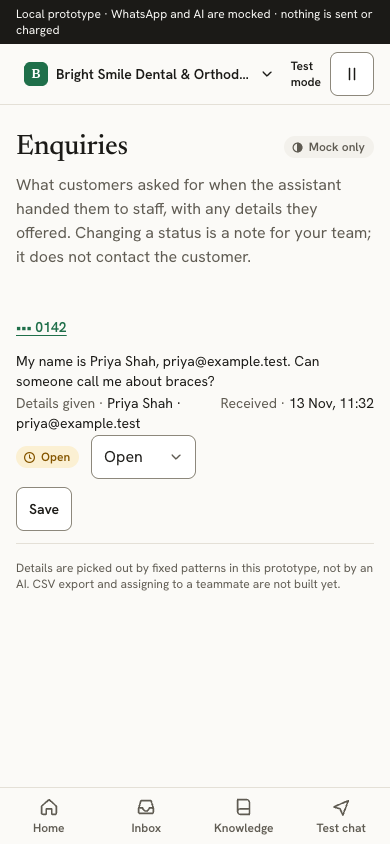 Local prototype · WhatsApp and AI are mocked · nothing is sent or
charged
B Bright Smile Dental & Orthod...
Test
mode
Enquiries
Mock only
What customers asked for when the assistant
handed them to staff, with any details they
offered. Changing a status is a note for your team;
it does not contact the customer.
••• 0142
My name is Priya Shah, priya@example.test. Can
someone call me about braces?
Details given · Priya Shah ·
priya@example.test
Received · 13 Nov, 11:32
Open
Open
Save
Details are picked out by fixed patterns in this prototype, not by an
AI. CSV export and assigning to a teammate are not built yet.
Home
Inbox
Knowledge
Test chat